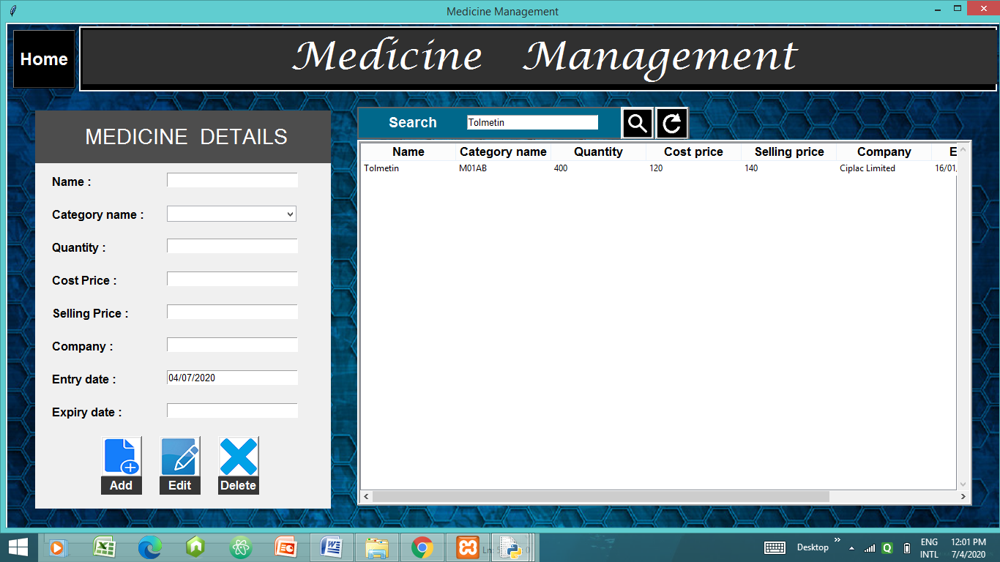 Medicine Management
Home
Medicine Management
MEDICINE DETAILS
Name :
Category name :
Quantity :
Cost Price :
Selling Price :
Company :
Entry date : 04/07/2020
Expiry date :
Add Edit Delete
Search Tolmetin
Name Category name Quantity Cost price Selling price Company E
Tolmetin M01AB 400 120 140 Ciplac Limited 16/01,
Desktop
ENG
INTL
12:01 PM
7/4/2020